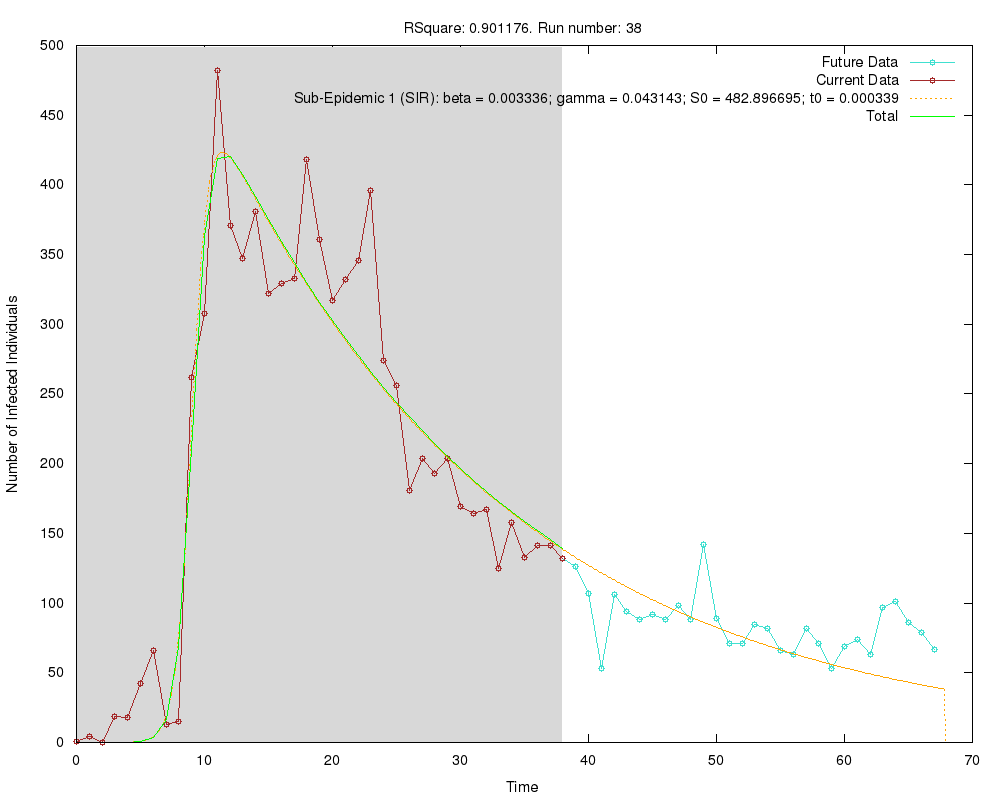 RSquare: 0.901176. Run number: 38
500
450
400
350
300
250
200
150
100
50
0
Number of Infected Individuals
Future Data
Current Data
Sub-Epidemic 1 (SIR): beta = 0.003336; gamma = 0.043143; S0 = 482.896695; t0 = 0.000339
Total
0 10 20 30 40 50 60 70
Time